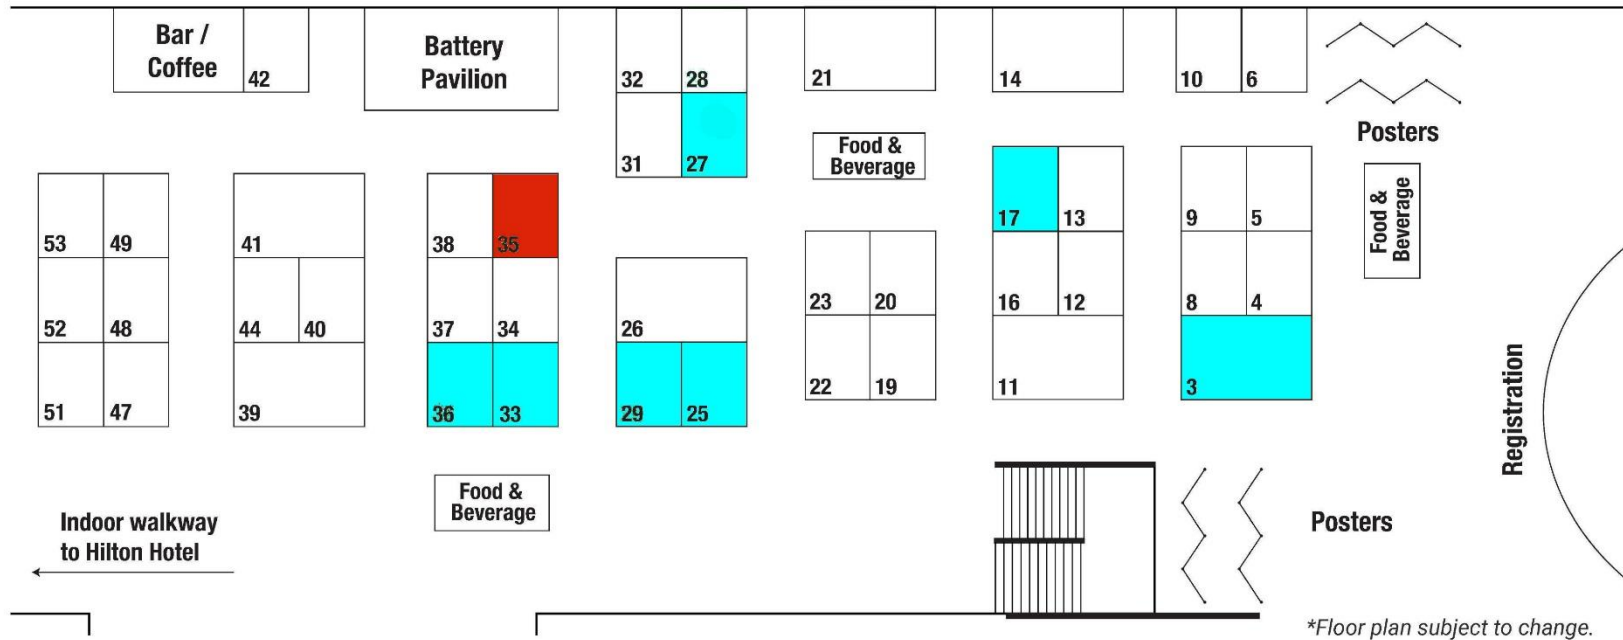 Bar /
Coffee
42
Battery
Pavilion
32
28
31
27
21
14
10
6
Posters
Food &
Beverage
Food &
Beverage
53
49
52
48
51
47
41
44
40
39
38
35
37
34
36
33
26
29
25
23
20
22
19
17
13
16
12
11
9
5
8
4
3
Registration
Food &
Beverage
Indoor walkway
to Hilton Hotel
Posters
*Floor plan subject to change.